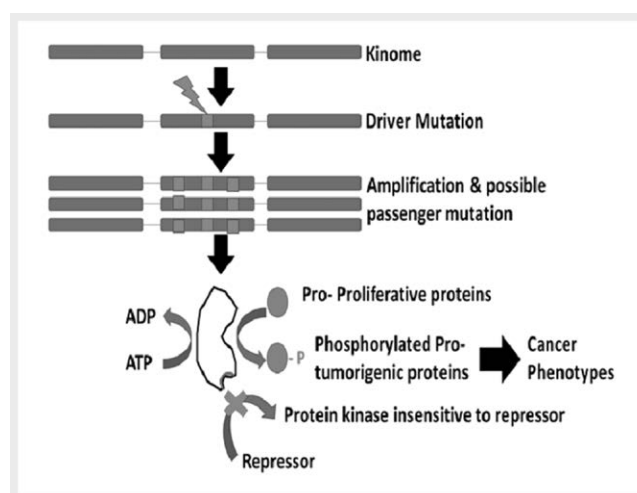 Kinome
Driver Mutation
Amplification & possible
passenger mutation
Pro- Proliferative proteins
ADP
ATP
- P
Phosphorylated Pro-
tumorigenic proteins
Cancer
Phenotypes
Protein kinase insensitive to repressor
Repressor